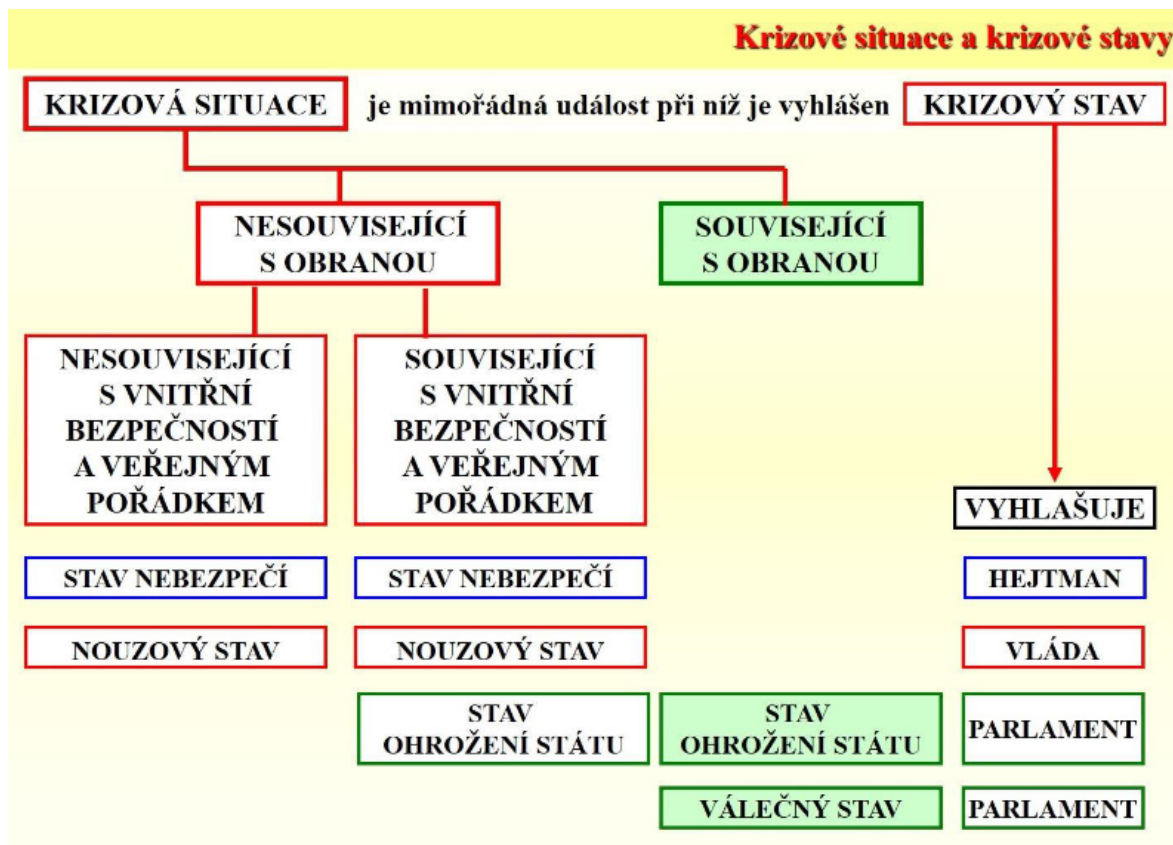 Krizové situace a krizové stavy
KRIZOVÁ SITUACE je mimořádná událost při níž je vyhlášen KRIZOVÝ STAV
NESOUVISEJÍCÍ
S OBRANOU
SOUVISEJÍCÍ
S OBRANOU
NESOUVISEJÍCÍ
S VNITŘNÍ
BEZPEČNOSTÍ
A VEŘEJNÝM
POŘÁDKEM
SOUVISEJÍCÍ
S VNITŘNÍ
BEZPEČNOSTÍ
A VEŘEJNÝM
POŘÁDKEM
VYHLAŠUJE
STAV NEBEZPEČÍ
STAV NEBEZPEČÍ
HEJTMAN
NOUZOVÝ STAV
NOUZOVÝ STAV
VLÁDA
STAV
OHROŽENÍ STÁTU
STAV
OHROŽENÍ STÁTU
PARLAMENT
VÁLEČNÝ STAV
PARLAMENT